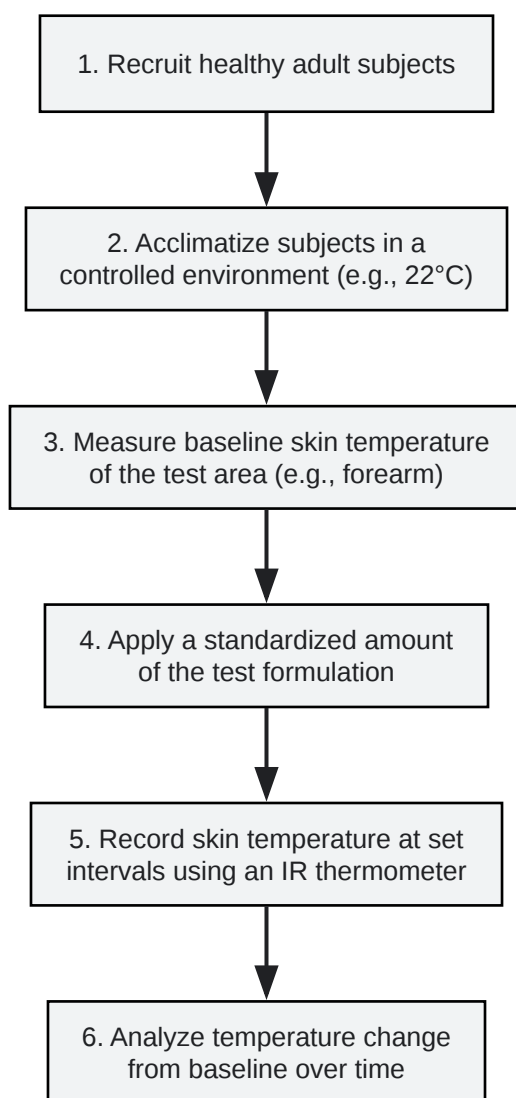 1. Recruit healthy adult subjects
2. Acclimatize subjects in a
controlled environment (e.g., 22°C)
3. Measure baseline skin temperature
of the test area (e.g., forearm)
4. Apply a standardized amount
of the test formulation
5. Record skin temperature at set
intervals using an IR thermometer
6. Analyze temperature change
from baseline over time